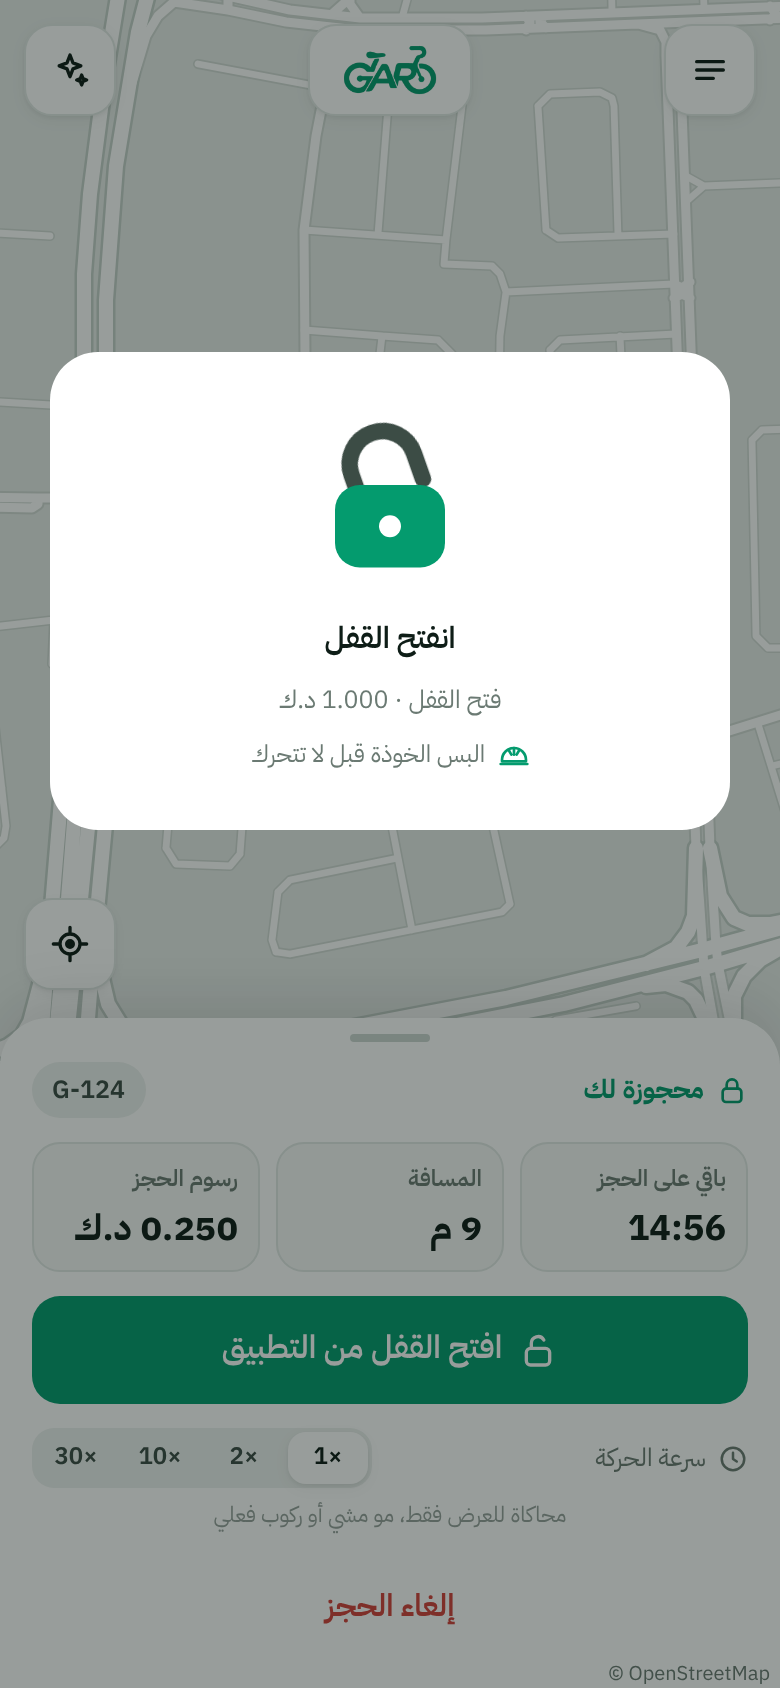 GARO
انفتح القفل
فتح القفل · 1.000 د.ك
البس الخوذة قبل لا تتحرك
محجوزة لك
G-124
باقي على الحجز
14:56
المسافة
9 م
رسوم الحجز
0.250 د.ك
افتح القفل من التطبيق
سرعة الحركة
1×
2×
10×
30×
محاكاة للعرض فقط، مو مشي أو ركوب فعلي
إلغاء الحجز
© OpenStreetMap